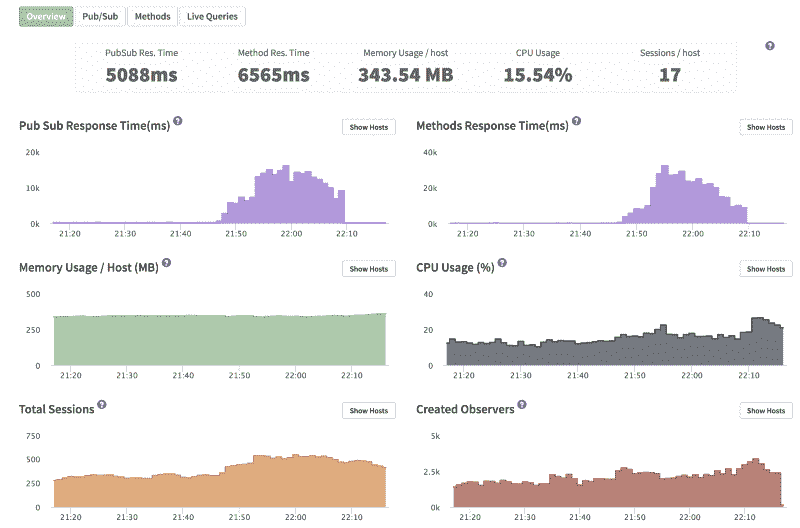 Overview Pub/Sub Methods Live Queries
PubSub Res. Time Method Res. Time Memory Usage / host CPU Usage Sessions / host
5088ms 6565ms 343.54 MB 15.54% 17
Pub Sub Response Time(ms) ? Show Hosts
20k
10k
0k
21:20 21:30 21:40 21:50 22:00 22:10
Methods Response Time(ms) ? Show Hosts
40k
20k
0k
21:20 21:30 21:40 21:50 22:00 22:10
Memory Usage / Host (MB) ? Show Hosts
500
250
0
21:20 21:30 21:40 21:50 22:00 22:10
CPU Usage (%) ? Show Hosts
40
20
0
21:20 21:30 21:40 21:50 22:00 22:10
Total Sessions ? Show Hosts
750
500
250
0
21:20 21:30 21:40 21:50 22:00 22:10
Created Observers ? Show Hosts
5k
2.5k
0k
21:20 21:30 21:40 21:50 22:00 22:10